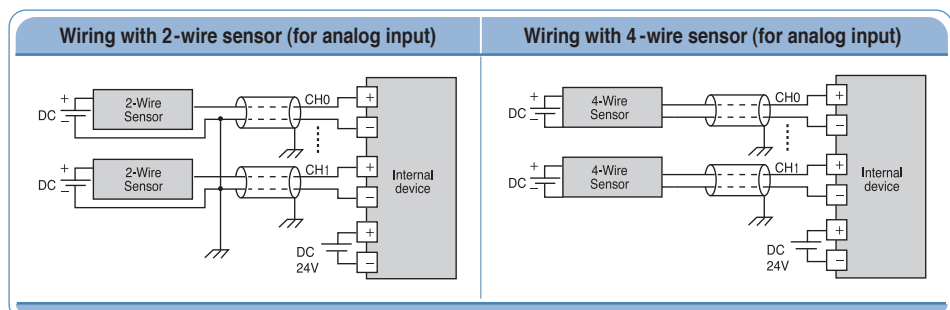 Wiring with 2-wire sensor (for analog input)
+
DC
−
2-Wire
Sensor
CH0
+
−
+
DC
−
2-Wire
Sensor
CH1
+
−
Internal
device
DC
24V
+
−
Wiring with 4-wire sensor (for analog input)
+
DC
−
4-Wire
Sensor
CH0
+
−
+
DC
−
4-Wire
Sensor
CH1
+
−
Internal
device
DC
24V
+
−